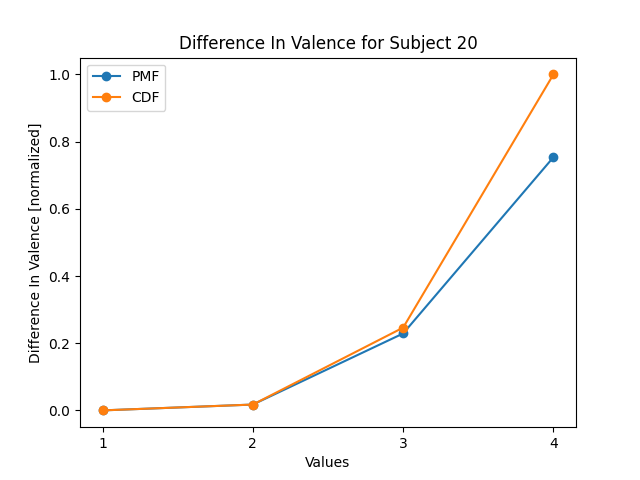 Difference In Valence for Subject 20
PMF
CDF
1.0
0.8
0.6
0.4
0.2
0.0
Difference In Valence [normalized]
1 2 3 4
Values